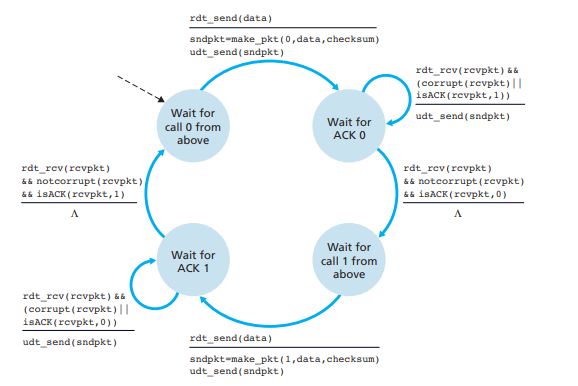 rdt_send(data)
sndpkt=make_pkt(0,data,checksum)
udt_send(sndpkt)
Wait for
call 0 from
above
Wait for
ACK 0
rdt_rcv(rcvpkt) &&
(corrupt(rcvpkt)||
isACK(rcvpkt,1))
udt_send(sndpkt)
rdt_rcv(rcvpkt)
&& notcorrupt(rcvpkt)
&& isACK(rcvpkt,1)
Λ
rdt_rcv(rcvpkt)
&& notcorrupt(rcvpkt)
&& isACK(rcvpkt,0)
Λ
Wait for
ACK 1
Wait for
call 1 from
above
rdt_rcv(rcvpkt) &&
(corrupt(rcvpkt)||
isACK(rcvpkt,0))
udt_send(sndpkt)
rdt_send(data)
sndpkt=make_pkt(1,data,checksum)
udt_send(sndpkt)